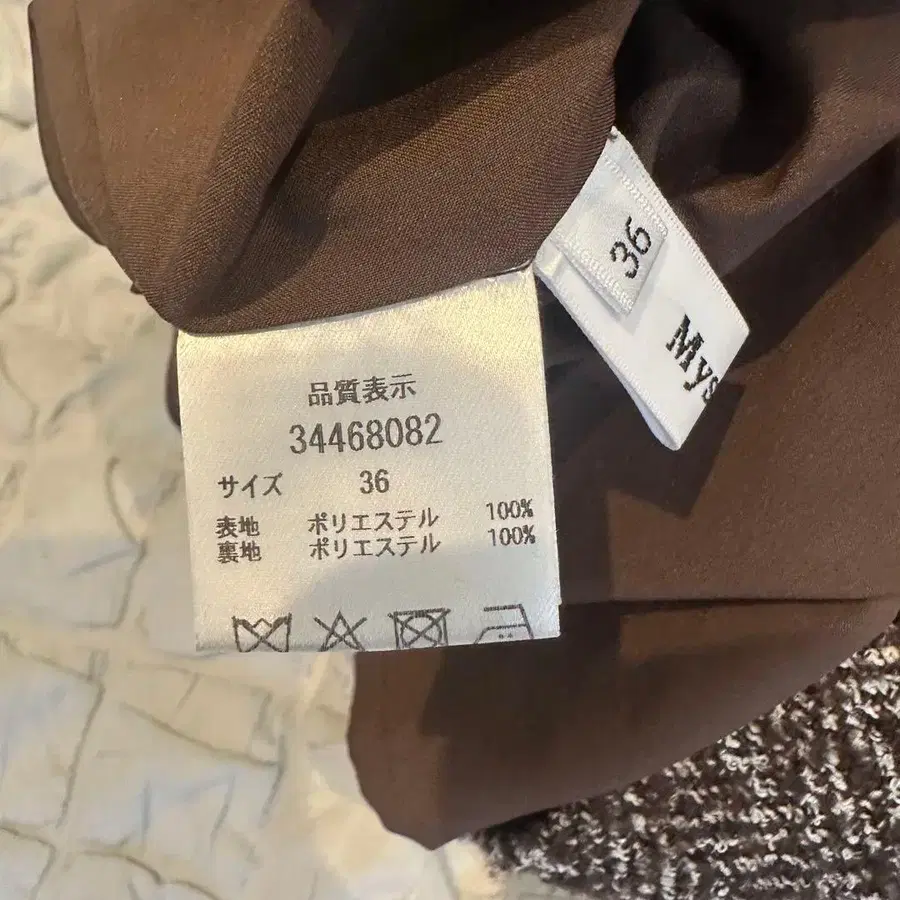 品質表示
34468082
サイズ 36
表地 ポリエステル 100%
裏地 ポリエステル 100%
36
Mys